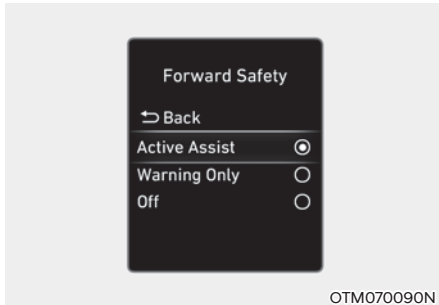 Forward Safety
Back
Active Assist
Warning Only
Off
OTM070090N